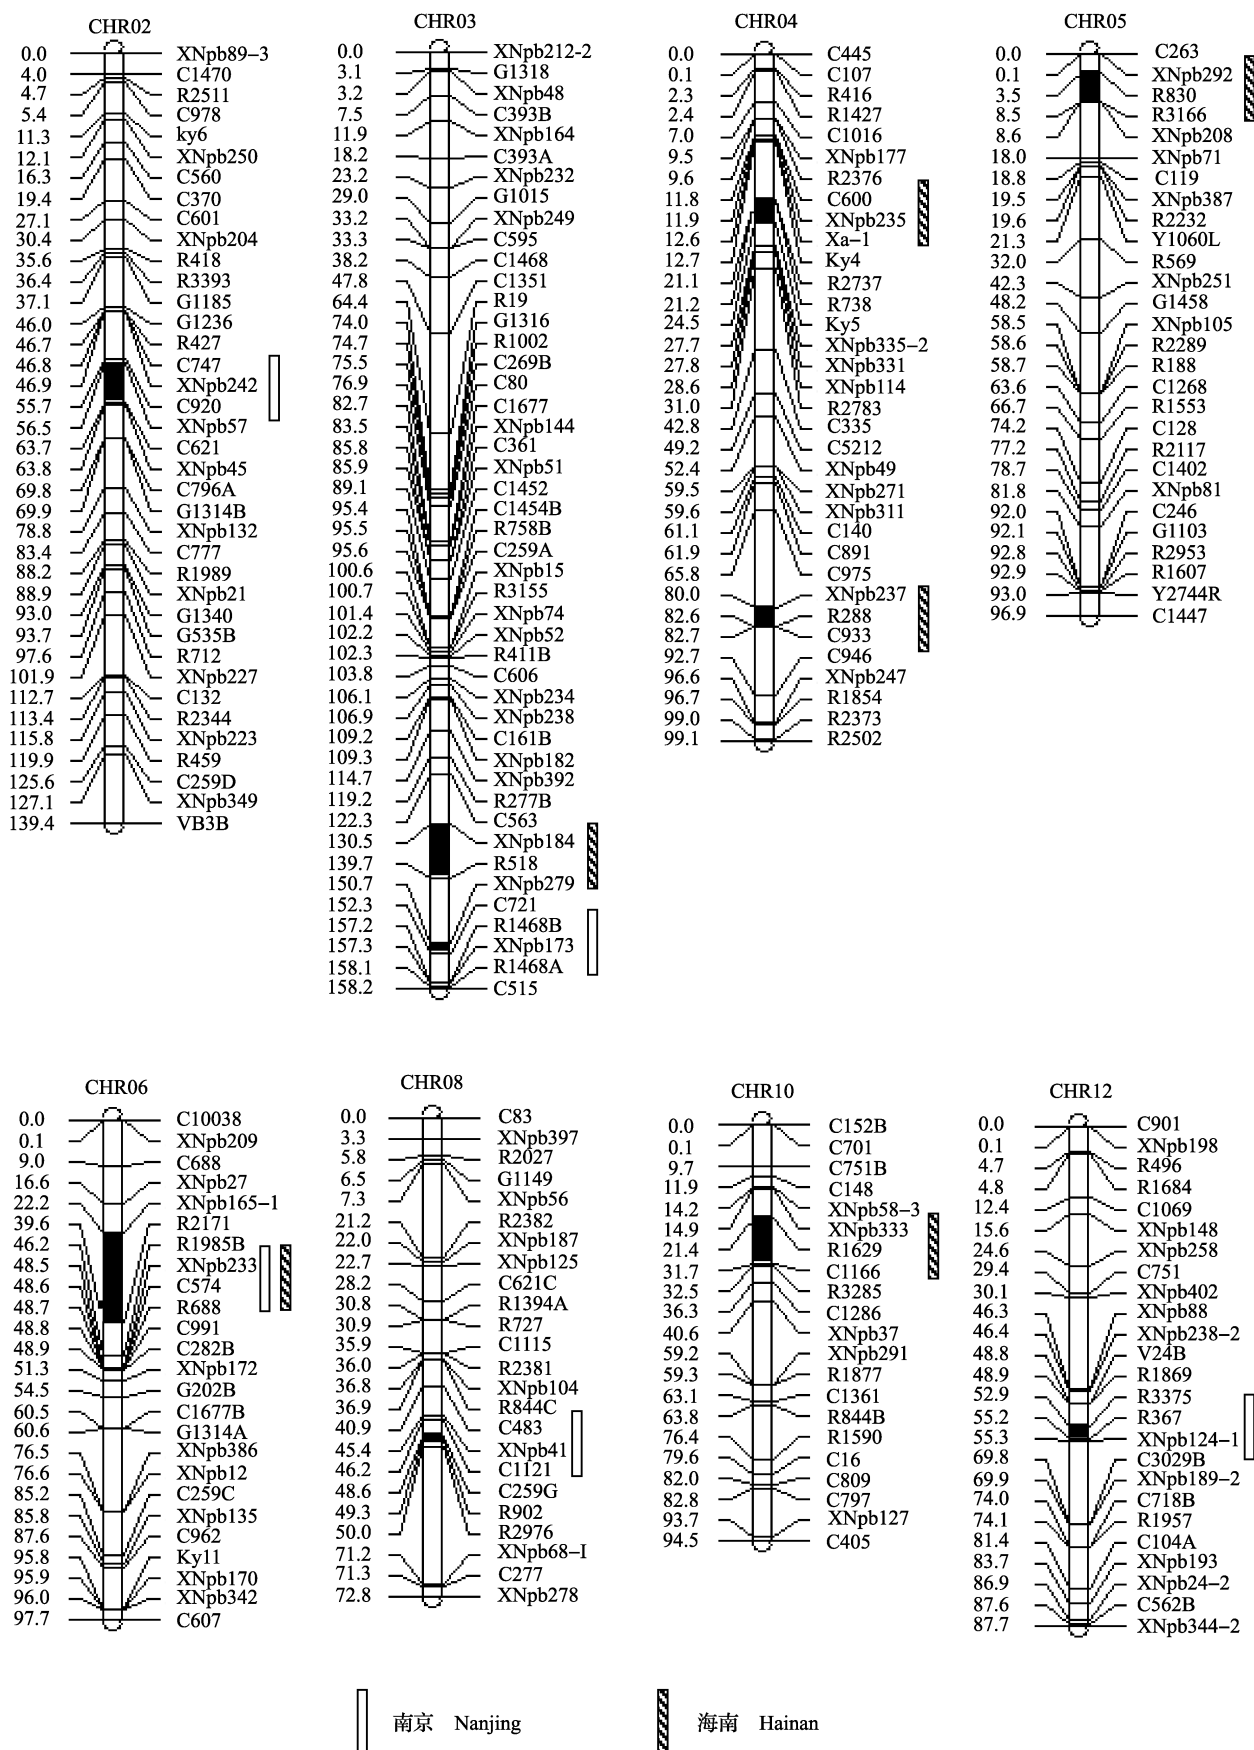 CHR02
0.0 XNpb89-3
4.0 C1470
4.7 R2511
5.4 C978
11.3 ky6
12.1 XNpb250
16.3 C560
19.4 C370
27.1 C601
30.4 XNpb204
35.6 R418
36.4 R3393
37.1 G1185
46.0 G1236
46.7 R427
46.8 C747
46.9 XNpb242
55.7 C920
56.5 XNpb57
63.7 C621
63.8 XNpb45
69.8 C796A
69.9 G1314B
78.8 XNpb132
83.4 C777
88.2 R1989
88.9 XNpb21
93.0 G1340
93.7 G535B
97.6 R712
101.9 XNpb227
112.7 C132
113.4 R2344
115.8 XNpb223
119.9 R459
125.6 C259D
127.1 XNpb349
139.4 VB3B
CHR03
0.0 XNpb212-2
3.1 G1318
3.2 XNpb48
7.5 C393B
11.9 XNpb164
18.2 C393A
23.2 XNpb232
29.0 G1015
33.2 XNpb249
33.3 C595
38.2 C1468
47.8 C1351
64.4 R19
74.0 G1316
74.7 R1002
75.5 C269B
76.9 C80
82.7 C1677
83.5 XNpb144
85.8 C361
85.9 XNpb51
89.1 C1452
95.4 C1454B
95.5 R758B
95.6 C259A
100.6 XNpb15
100.7 R3155
101.4 XNpb74
102.2 XNpb52
102.3 R411B
103.8 C606
106.1 XNpb234
106.9 XNpb238
109.2 C161B
109.3 XNpb182
114.7 XNpb392
119.2 R277B
122.3 C563
130.5 XNpb184
139.7 R518
150.7 XNpb279
152.3 C721
157.2 R1468B
157.3 XNpb173
158.1 R1468A
158.2 C515
CHR04
0.0 C445
0.1 C107
2.3 R416
2.4 R1427
7.0 C1016
9.5 XNpb177
9.6 R2376
11.8 C600
11.9 XNpb235
12.6 Xa-1
12.7 Ky4
21.1 R2737
21.2 R738
24.5 Ky5
27.7 XNpb335-2
27.8 XNpb331
28.6 XNpb114
31.0 R2783
42.8 C335
49.2 C5212
52.4 XNpb49
59.5 XNpb271
59.6 XNpb311
61.1 C140
61.9 C891
65.8 C975
80.0 XNpb237
82.6 R288
82.7 C933
92.7 C946
96.6 XNpb247
96.7 R1854
99.0 R2373
99.1 R2502
CHR05
0.0 C263
0.1 XNpb292
3.5 R830
8.5 R3166
8.6 XNpb208
18.0 XNpb71
18.8 C119
19.5 XNpb387
19.6 R2232
21.3 Y1060L
32.0 R569
42.3 XNpb251
48.2 G1458
58.5 XNpb105
58.6 R2289
58.7 R188
63.6 C1268
66.7 R1553
74.2 C128
77.2 R2117
78.7 C1402
81.8 XNpb81
92.0 C246
92.1 G1103
92.8 R2953
92.9 R1607
93.0 Y2744R
96.9 C1447
CHR06
0.0 C10038
0.1 XNpb209
9.0 C688
16.6 XNpb27
22.2 XNpb165-1
39.6 R2171
46.2 R1985B
48.5 XNpb233
48.6 C574
48.7 R688
48.8 C991
48.9 C282B
51.3 XNpb172
54.5 G202B
60.5 C1677B
60.6 G1314A
76.5 XNpb386
76.6 XNpb12
85.2 C259C
85.8 XNpb135
87.6 C962
95.8 Ky11
95.9 XNpb170
96.0 XNpb342
97.7 C607
CHR08
0.0 C83
3.3 XNpb397
5.8 R2027
6.5 G1149
7.3 XNpb56
21.2 R2382
22.0 XNpb187
22.7 XNpb125
28.2 C621C
30.8 R1394A
30.9 R727
35.9 C1115
36.0 R2381
36.8 XNpb104
36.9 R844C
40.9 C483
45.4 XNpb41
46.2 C1121
48.6 C259G
49.3 R902
50.0 R2976
71.2 XNpb68-I
71.3 C277
72.8 XNpb278
CHR10
0.0 C152B
0.1 C701
9.7 C751B
11.9 C148
14.2 XNpb58-3
14.9 XNpb333
21.4 R1629
31.7 C1166
32.5 R3285
36.3 C1286
40.6 XNpb37
59.2 XNpb291
59.3 R1877
63.1 C1361
63.8 R844B
76.4 R1590
79.6 C16
82.0 C809
82.8 C797
93.7 XNpb127
94.5 C405
CHR12
0.0 C901
0.1 XNpb198
4.7 R496
4.8 R1684
12.4 C1069
15.6 XNpb148
24.6 XNpb258
29.4 C751
30.1 XNpb402
46.3 XNpb88
46.4 XNpb238-2
48.8 V24B
48.9 R1869
52.9 R3375
55.2 R367
55.3 XNpb124-1
69.8 C3029B
69.9 XNpb189-2
74.0 C718B
74.1 R1957
81.4 C104A
83.7 XNpb193
86.9 XNpb24-2
87.6 C562B
87.7 XNpb344-2
南京 Nanjing
海南 Hainan